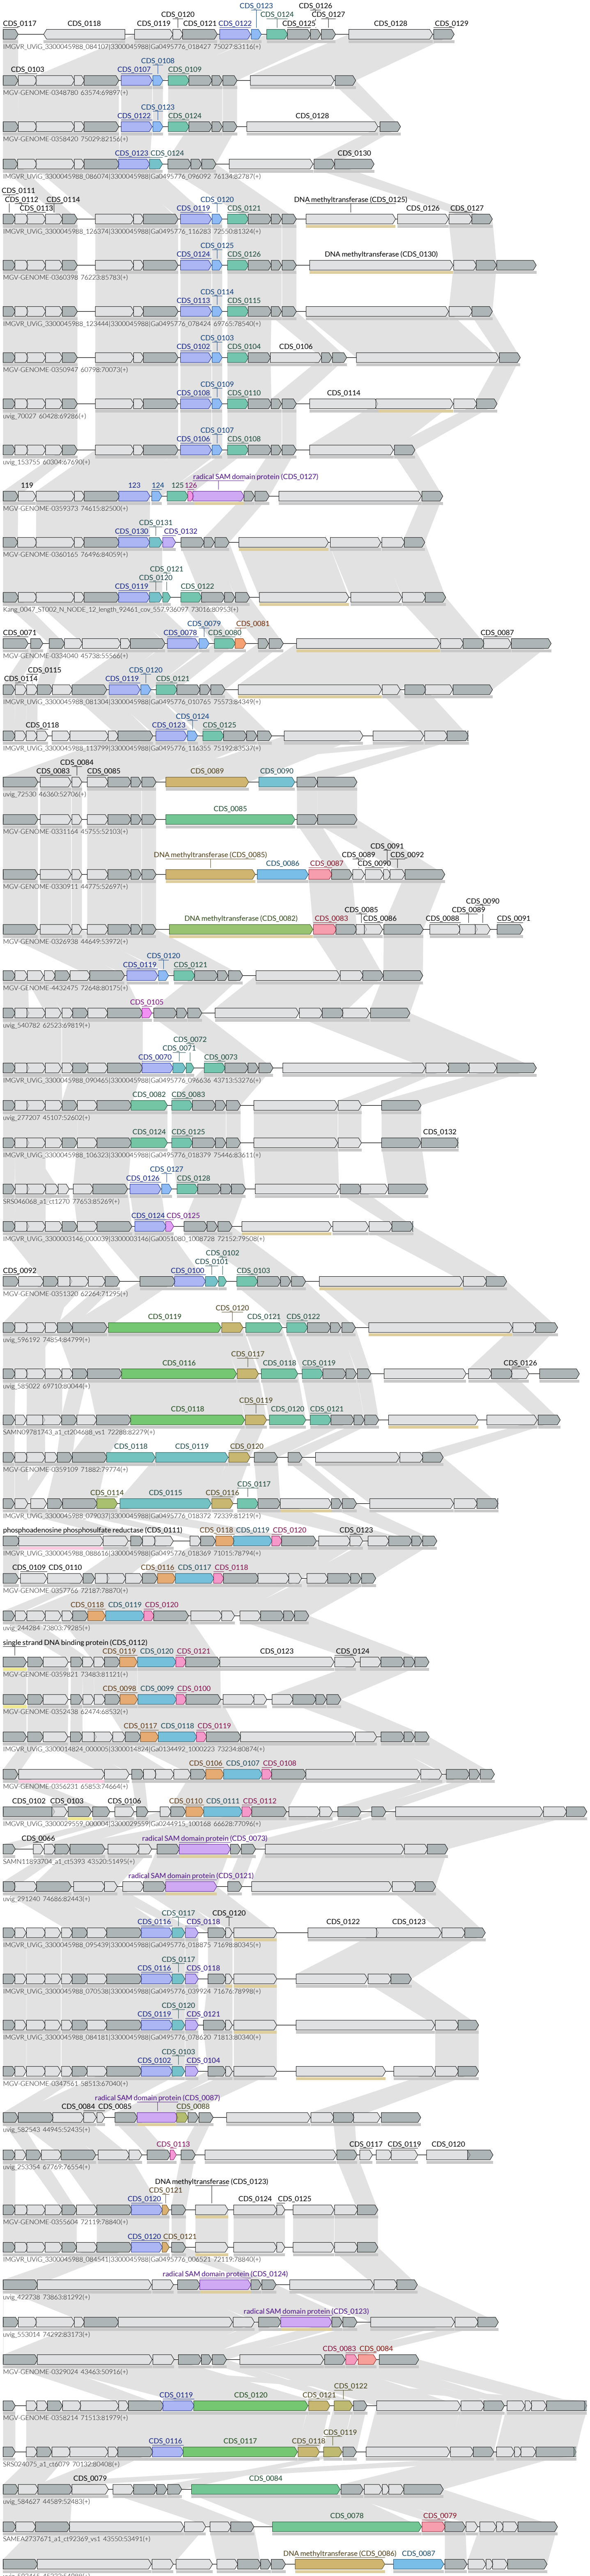 CDS_0120 CDS_0123 CDS_0126
CDS_0117 CDS_0118 CDS_0119 CDS_0121 CDS_0122 CDS_0124 CDS_0125 CDS_0127 CDS_0128 CDS_0129
IMGVR_UVIG_3300045988_084107|3300045988|Ga0495776_018427 75027:83116(+)
CDS_0103 CDS_0107 CDS_0108 CDS_0109
MGV-GENOME-0348780 63574:69897(+)
CDS_0123
CDS_0122 CDS_0124 CDS_0128
MGV-GENOME-0358420 75029:82156(+)
CDS_0123 CDS_0124 CDS_0130
IMGVR_UVIG_3300045988_086074|3300045988|Ga0495776_096092 76134:82787(+)
CDS_0111
CDS_0112 CDS_0114 CDS_0120 DNA methyltransferase (CDS_0125)
CDS_0113 CDS_0119 CDS_0121 CDS_0126 CDS_0127
IMGVR_UVIG_3300045988_126374|3300045988|Ga0495776_116283 72550:81324(+)
CDS_0125
CDS_0124 CDS_0126 DNA methyltransferase (CDS_0130)
MGV-GENOME-0360398 76223:85783(+)
CDS_0114
CDS_0113 CDS_0115
IMGVR_UVIG_3300045988_123444|3300045988|Ga0495776_078424 69765:78540(+)
CDS_0103
CDS_0102 CDS_0104 CDS_0106
MGV-GENOME-0350947 60798:70073(+)
CDS_0109
CDS_0108 CDS_0110 CDS_0114
uvig_70027 60428:69286(+)
CDS_0107
CDS_0106 CDS_0108
uvig_153755 60304:67690(+)
radical SAM domain protein (CDS_0127)
119 123 124 125 126
MGV-GENOME-0359373 74615:82500(+)
CDS_0131
CDS_0130 CDS_0132
MGV-GENOME-0360165 76496:84059(+)
CDS_0121
CDS_0120
CDS_0119 CDS_0122
Kang_0047_ST002_N_NODE_12_length_92461_cov_557.936097 73016:80953(+)
CDS_0079 CDS_0081
CDS_0071 CDS_0078 CDS_0080 CDS_0087
MGV-GENOME-0334040 45738:55566(+)
CDS_0115 CDS_0120
CDS_0114 CDS_0119 CDS_0121
IMGVR_UVIG_3300045988_081304|3300045988|Ga0495776_010765 75573:84349(+)
CDS_0124
CDS_0118 CDS_0123 CDS_0125
IMGVR_UVIG_3300045988_113799|3300045988|Ga0495776_116355 75192:83537(+)
CDS_0084
CDS_0083 CDS_0085 CDS_0089 CDS_0090
uvig_72530 46360:52706(+)
CDS_0085
MGV-GENOME-0331164 45755:52103(+)
CDS_0091
DNA methyltransferase (CDS_0085) CDS_0089 CDS_0092
CDS_0086 CDS_0087 CDS_0090
MGV-GENOME-0330911 44775:52697(+)
CDS_0090
CDS_0085 CDS_0089
DNA methyltransferase (CDS_0082) CDS_0083 CDS_0086 CDS_0088 CDS_0091
MGV-GENOME-0326938 44649:53972(+)
CDS_0120
CDS_0119 CDS_0121
MGV-GENOME-4432475 72648:80175(+)
CDS_0105
uvig_540782 62523:69819(+)
CDS_0072
CDS_0071
CDS_0070 CDS_0073
IMGVR_UVIG_3300045988_090465|3300045988|Ga0495776_096636 43713:53276(+)
CDS_0082 CDS_0083
uvig_277207 45107:52602(+)
CDS_0124 CDS_0125 CDS_0132
IMGVR_UVIG_3300045988_106323|3300045988|Ga0495776_018379 75446:83611(+)
CDS_0127
CDS_0126 CDS_0128
SRS046068_a1_ct1270 77653:85269(+)
CDS_0124 CDS_0125
IMGVR_UVIG_3300003146_000039|3300003146|Ga0051080_1008728 72152:79508(+)
CDS_0102
CDS_0101
CDS_0092 CDS_0100 CDS_0103
MGV-GENOME-0351320 62264:71295(+)
CDS_0120
CDS_0119 CDS_0121 CDS_0122
uvig_596192 74854:84799(+)
CDS_0117
CDS_0116 CDS_0118 CDS_0119 CDS_0126
uvig_585022 69710:80044(+)
CDS_0119
CDS_0118 CDS_0120 CDS_0121
SAMN09781743_a1_ct204688_vs1 72288:82279(+)
CDS_0118 CDS_0119 CDS_0120
MGV-GENOME-0359109 71882:79774(+)
CDS_0117
CDS_0114 CDS_0115 CDS_0116
IMGVR_UVIG_3300045988_079037|3300045988|Ga0495776_018372 72339:81219(+)
phosphoadenosine phosphosulfate reductase (CDS_0111) CDS_0118 CDS_0119 CDS_0120 CDS_0123
IMGVR_UVIG_3300045988_088616|3300045988|Ga0495776_018369 71015:78794(+)
CDS_0109 CDS_0110 CDS_0116 CDS_0117 CDS_0118
MGV-GENOME-0357766 72187:78870(+)
CDS_0118 CDS_0119 CDS_0120
uvig_244284 73803:79285(+)
single strand DNA binding protein (CDS_0112)
CDS_0119 CDS_0120 CDS_0121 CDS_0123 CDS_0124
MGV-GENOME-0359821 73483:81121(+)
CDS_0098 CDS_0099 CDS_0100
MGV-GENOME-0352438 62474:68532(+)
CDS_0117 CDS_0118 CDS_0119
IMGVR_UVIG_3300014824_000005|3300014824|Ga0134492_1000223 73234:80874(+)
CDS_0106 CDS_0107 CDS_0108
MGV-GENOME-0356231 65853:74664(+)
CDS_0102 CDS_0103 CDS_0106 CDS_0110 CDS_0111 CDS_0112
IMGVR_UVIG_3300029559_000004|3300029559|Ga0244915_100168 66628:77096(+)
CDS_0066 radical SAM domain protein (CDS_0073)
SAMN11893704_a1_ct5393 43520:51495(+)
radical SAM domain protein (CDS_0121)
uvig_291240 74686:82443(+)
CDS_0117 CDS_0120
CDS_0116 CDS_0118 CDS_0122 CDS_0123
IMGVR_UVIG_3300045988_095439|3300045988|Ga0495776_018875 71698:80345(+)
CDS_0117
CDS_0116 CDS_0118
IMGVR_UVIG_3300045988_070538|3300045988|Ga0495776_039924 71676:78998(+)
CDS_0120
CDS_0119 CDS_0121
IMGVR_UVIG_3300045988_084181|3300045988|Ga0495776_078620 71813:80340(+)
CDS_0103
CDS_0102 CDS_0104
MGV-GENOME-0347561 58513:67040(+)
radical SAM domain protein (CDS_0087)
CDS_0084 CDS_0085 CDS_0088
uvig_582543 44945:52435(+)
CDS_0113 CDS_0117 CDS_0119 CDS_0120
uvig_253354 67769:76554(+)
DNA methyltransferase (CDS_0123)
CDS_0121
CDS_0120 CDS_0124 CDS_0125
MGV-GENOME-0355604 72119:78840(+)
CDS_0120 CDS_0121
IMGVR_UVIG_3300045988_084541|3300045988|Ga0495776_006521 72119:78840(+)
radical SAM domain protein (CDS_0124)
uvig_422738 73863:81292(+)
radical SAM domain protein (CDS_0123)
uvig_553014 74292:83173(+)
CDS_0083 CDS_0084
MGV-GENOME-0329024 43463:50916(+)
CDS_0122
CDS_0119 CDS_0120 CDS_0121
MGV-GENOME-0358214 71513:81979(+)
CDS_0119
CDS_0116 CDS_0117 CDS_0118
SRS024075_a1_ct6079 70132:80408(+)
CDS_0079 CDS_0084
uvig_584627 44589:52483(+)
CDS_0078 CDS_0079
SAMEA2737671_a1_ct92369_vs1 43550:53491(+)
DNA methyltransferase (CDS_0086) CDS_0087